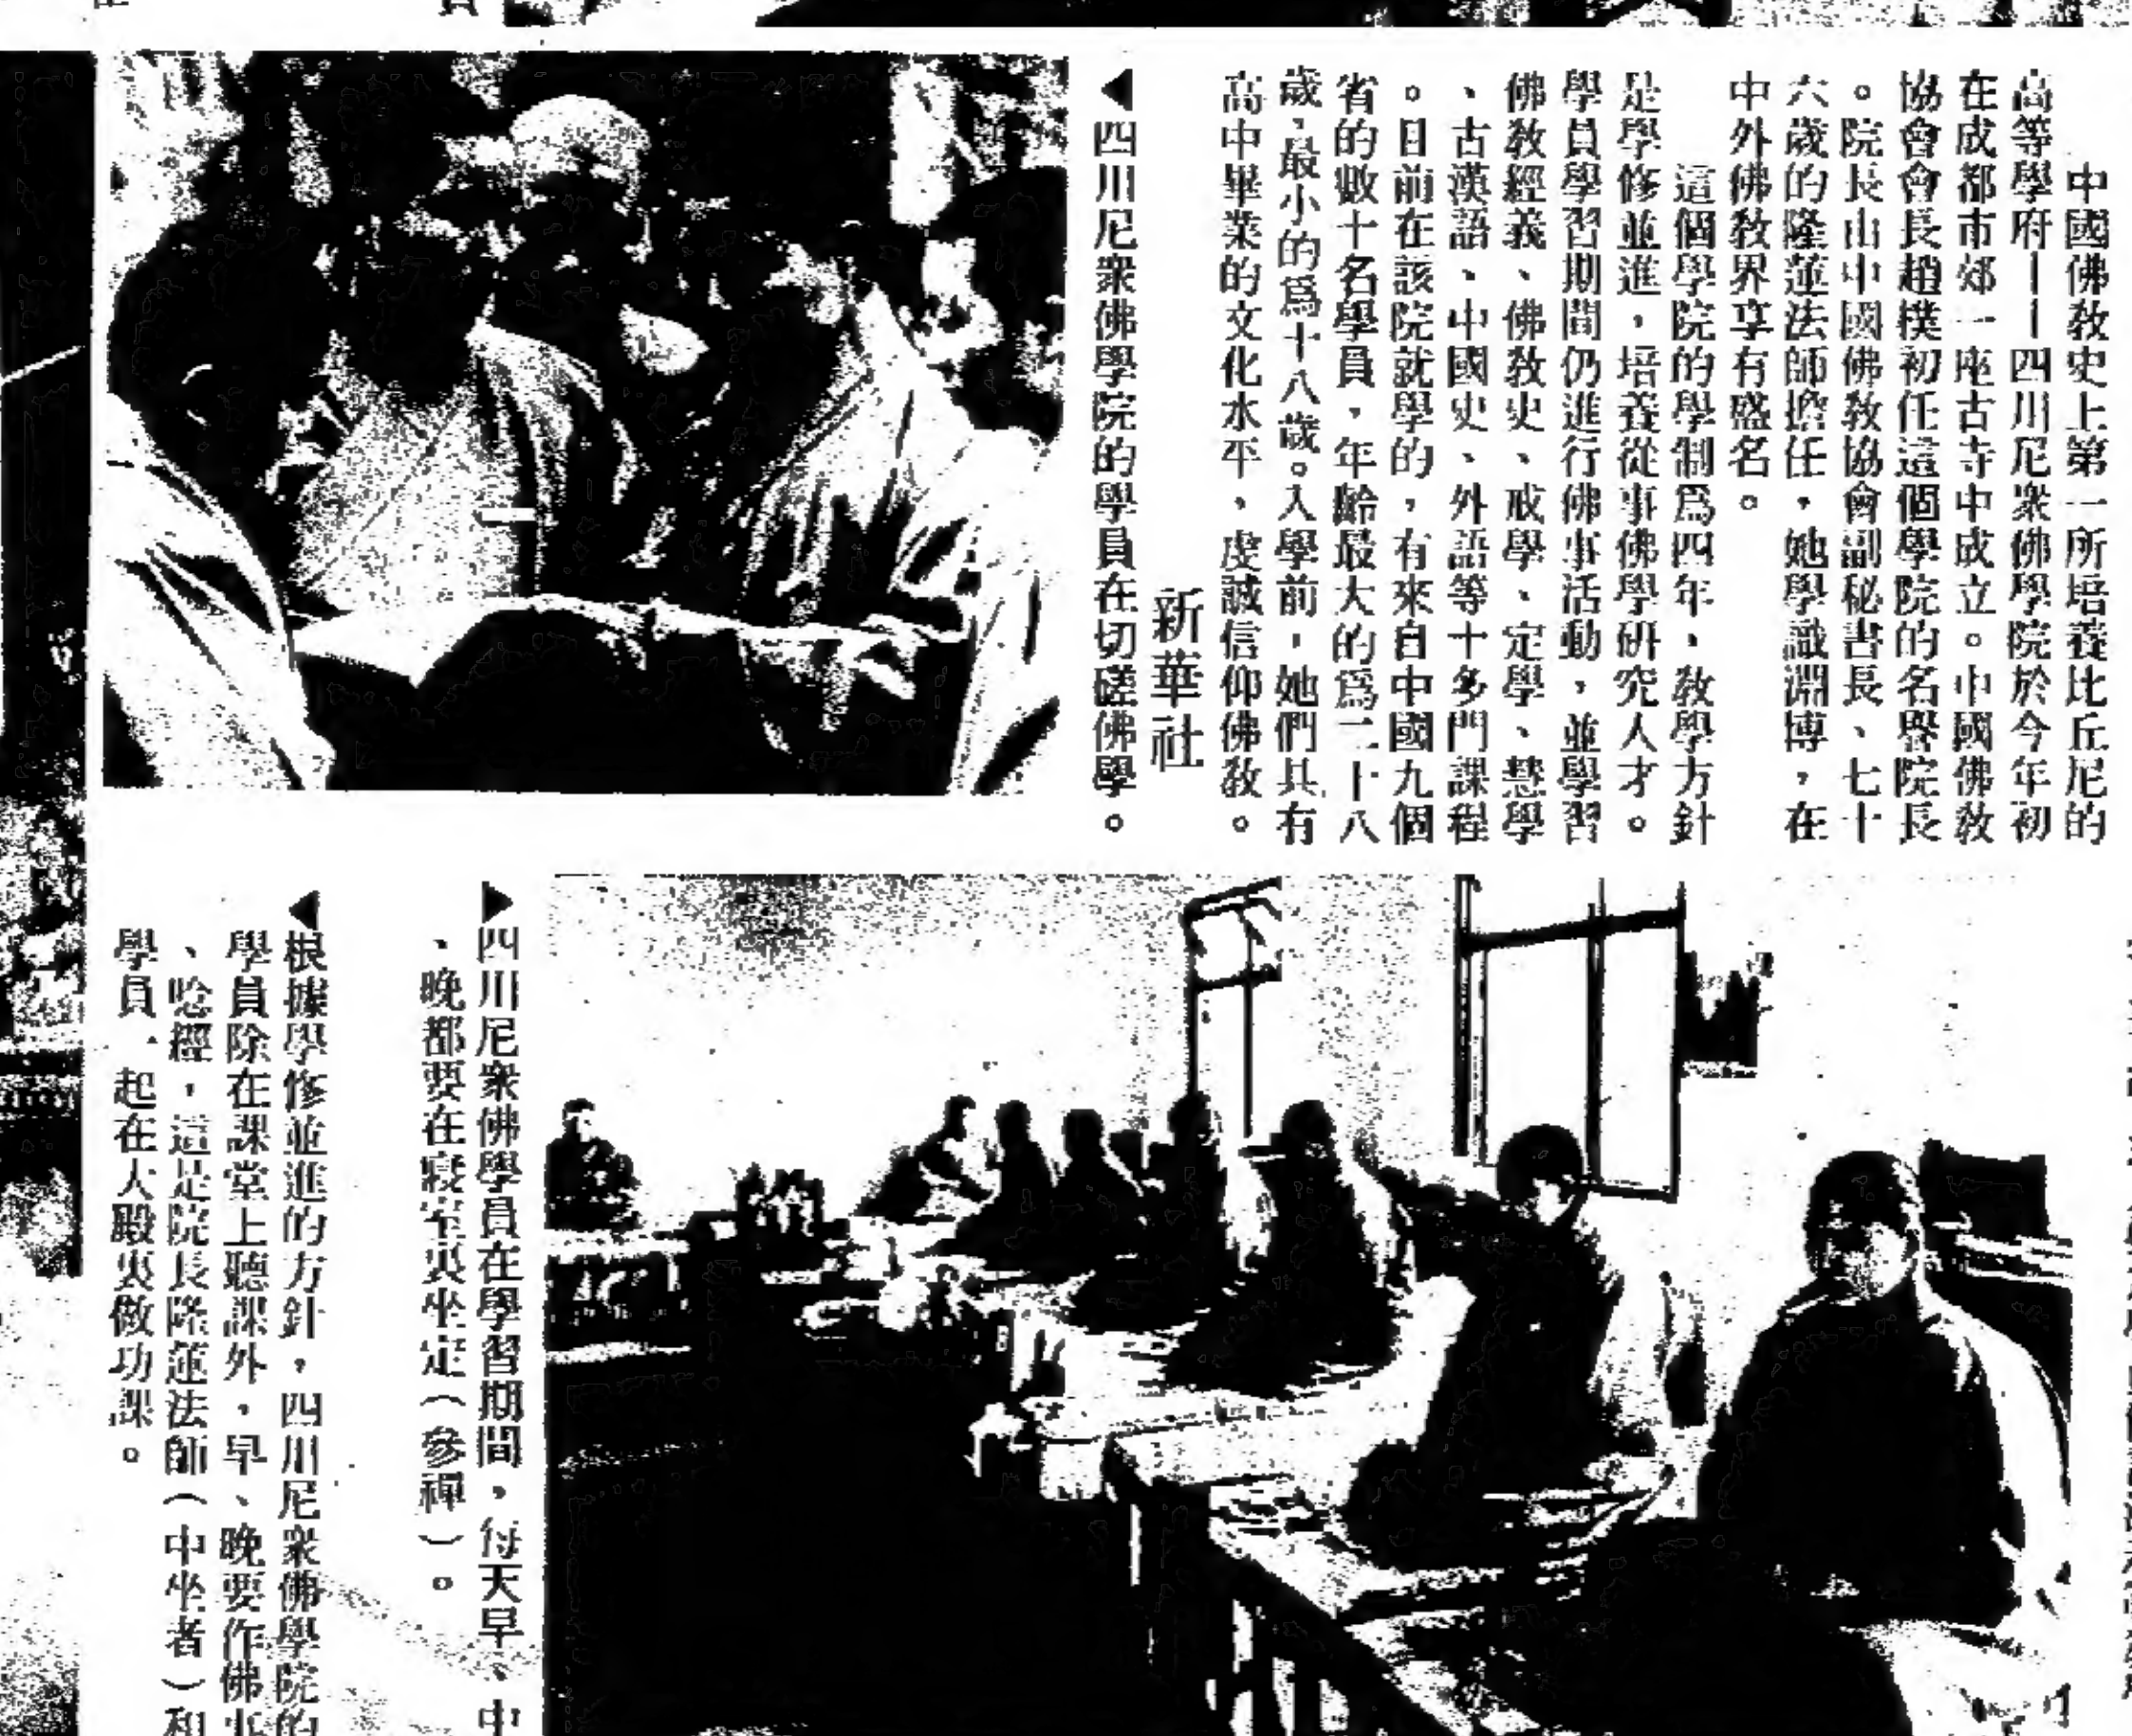 中國佛教史上第一所培養比丘尼的
高等學府——四川尼衆佛學院於今年初
在成都市郊一座古寺中成立。中國佛教
協會會長趙樸初任這個學院的名譽院長
。院長由中國佛教協會副秘書長、七十
六歲的隆蓮法師擔任，她學識淵博，在
中外佛教界享有盛名。
這個學院的學制爲四年，教學方針
是學修並進，培養從事佛學研究人才。
學員學習期間仍進行佛事活動，並學習
佛教經義、佛教史、戒學、定學、慧學
、古漢語、中國史、外語等十多門課程
。目前在該院就學的，有來自中國九個
省的數十名學員，年齡最大的爲二十八
歲，最小的爲十八歲。入學前，她們具有
高中畢業的文化水平、虔誠信仰佛教。
新華社
◀四川尼衆佛學院的學員在切磋佛學。
▶四川尼衆佛學員在學習期間，每天早、中
、晚都要在寢室裏坐定（參禪）。
◀根據學修並進的方針，四川尼衆佛學院的
學員除在課堂上聽課外，早、晚要作佛事
、唸經，這是院長隆蓮法師（中坐者）和
學員一起在大殿裏做功課。